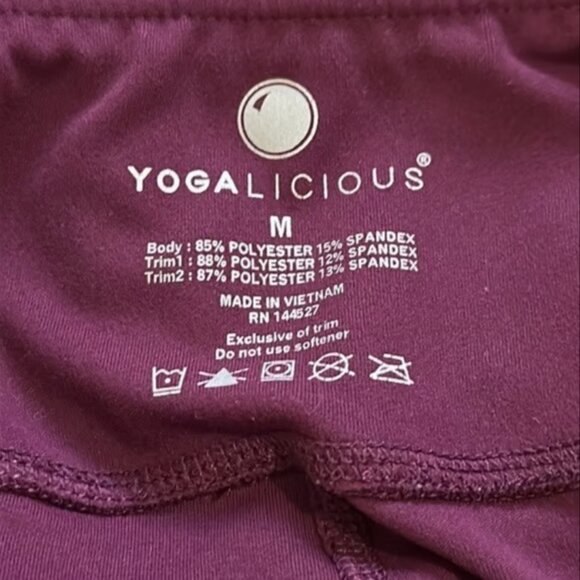 YOGALICIOUS®
M
Body : 85% POLYESTER 15% SPANDEX
Trim1 : 88% POLYESTER 12% SPANDEX
Trim2 : 87% POLYESTER 13% SPANDEX
MADE IN VIETNAM
RN 144527
Exclusive of trim
Do not use softener